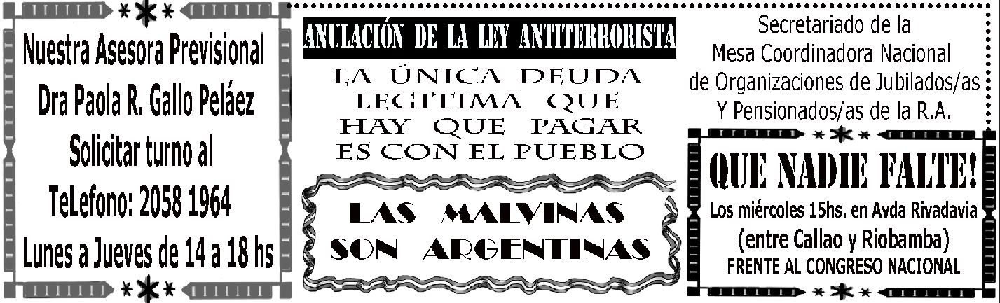 Nuestra Asesora Previsional
Dra Paola R. Gallo Peláez
Solicitar turno al
TeLefono: 2058 1964
Lunes a Jueves de 14 a 18 hs
ANULACIÓN DE LA LEY ANTITERRORISTA
LA ÚNICA DEUDA
LEGITIMA QUE
HAY QUE PAGAR
ES CON EL PUEBLO
LAS MALVINAS
SON ARGENTINAS
Secretariado de la
Mesa Coordinadora Nacional
de Organizaciones de Jubilados/as
Y Pensionados/as de la R.A.
QUE NADIE FALTE!
Los miércoles 15hs. en Avda Rivadavia
(entre Callao y Riobamba)
FRENTE AL CONGRESO NACIONAL